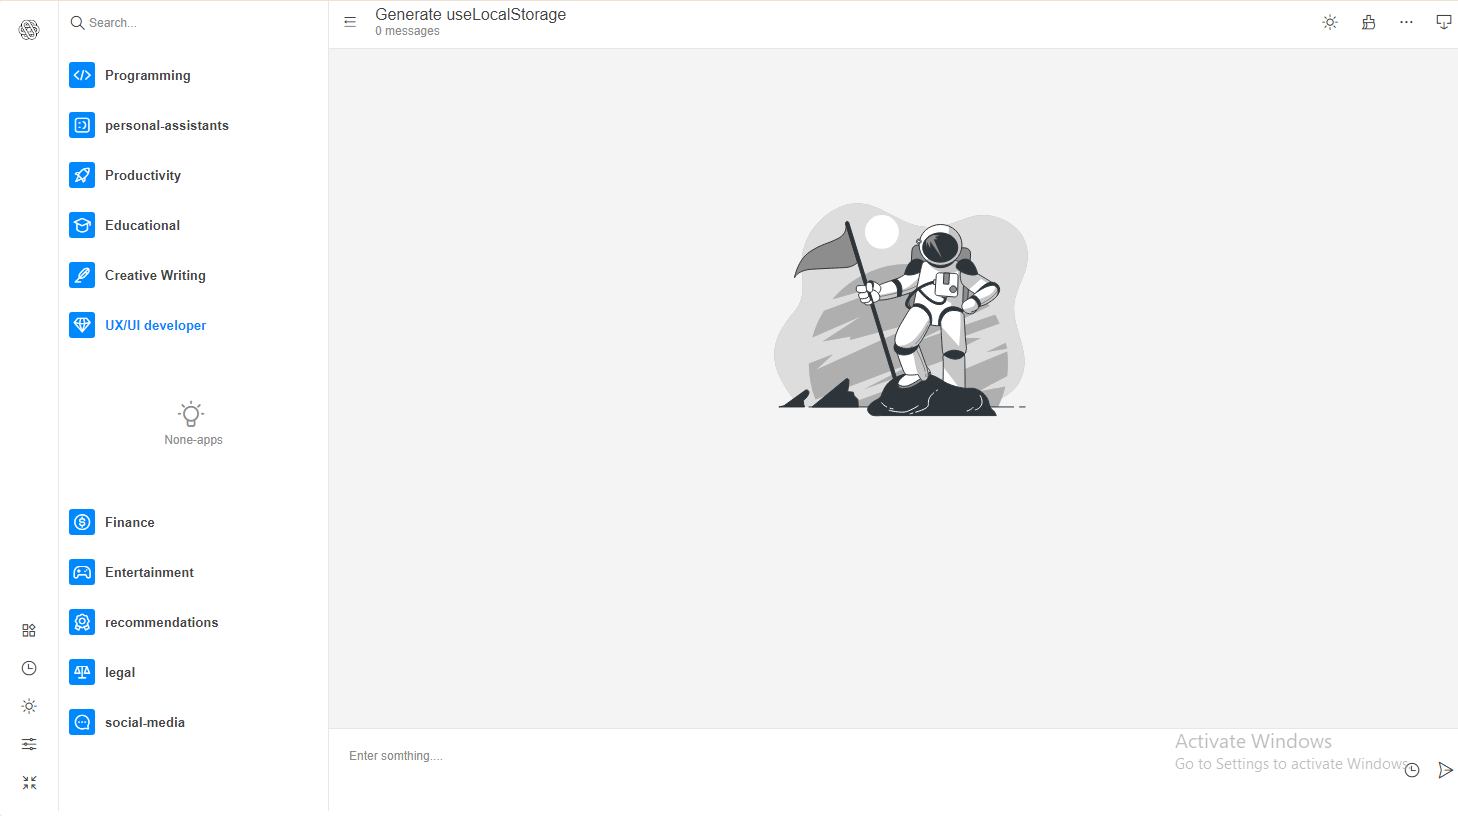 Search...
Programming
personal-assistants
Productivity
Educational
Creative Writing
UX/UI developer
None-apps
Finance
Entertainment
recommendations
legal
social-media
Generate useLocalStorage
0 messages
Enter somthing....
Activate Windows
Go to Settings to activate Windows.